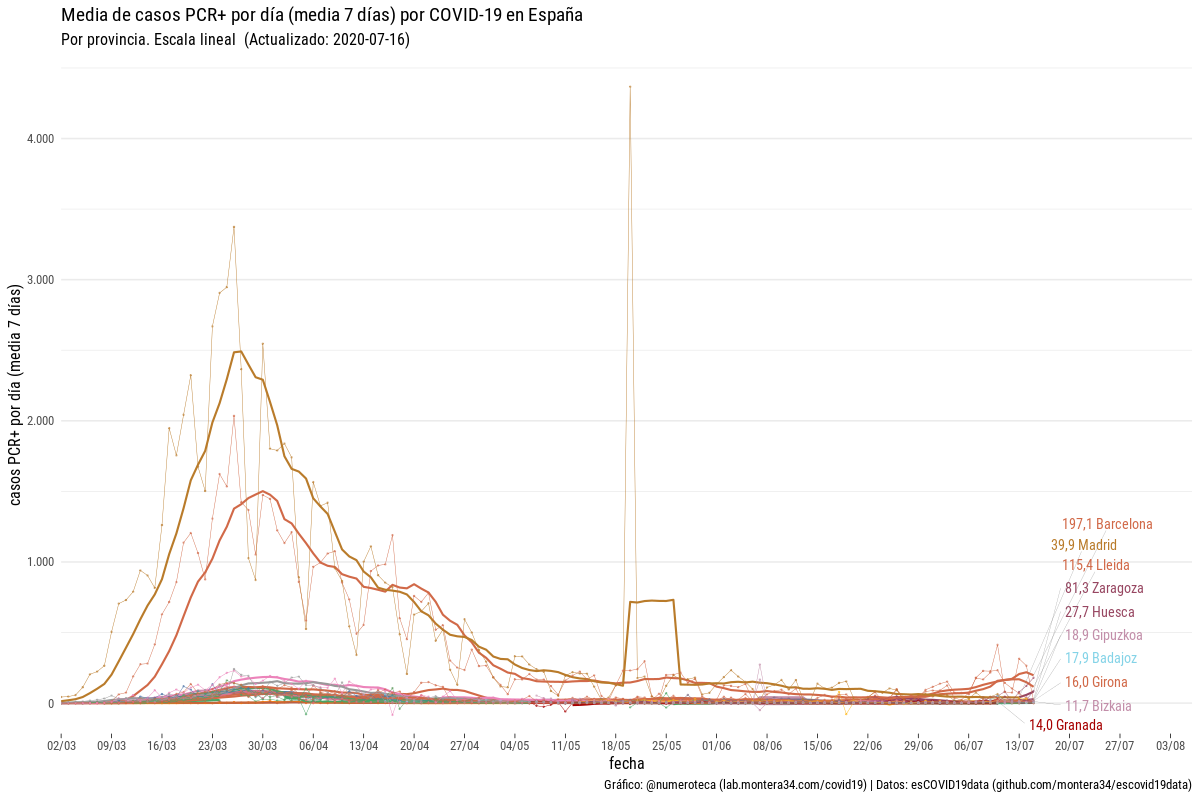 Media de casos PCR+ por día (media 7 días) por COVID-19 en España
Por provincia. Escala lineal (Actualizado: 2020-07-16)
casos PCR+ por día (media 7 días)
4.000
3.000
2.000
1.000
0
197,1 Barcelona
39,9 Madrid
115,4 Lleida
81,3 Zaragoza
27,7 Huesca
18,9 Gipuzkoa
17,9 Badajoz
16,0 Girona
11,7 Bizkaia
14,0 Granada
02/03 09/03 16/03 23/03 30/03 06/04 13/04 20/04 27/04 04/05 11/05 18/05 25/05 01/06 08/06 15/06 22/06 29/06 06/07 13/07 20/07 27/07 03/08
fecha
Gráfico: @numeroteca (lab.montera34.com/covid19) | Datos: esCOVID19data (github.com/montera34/escovid19data)